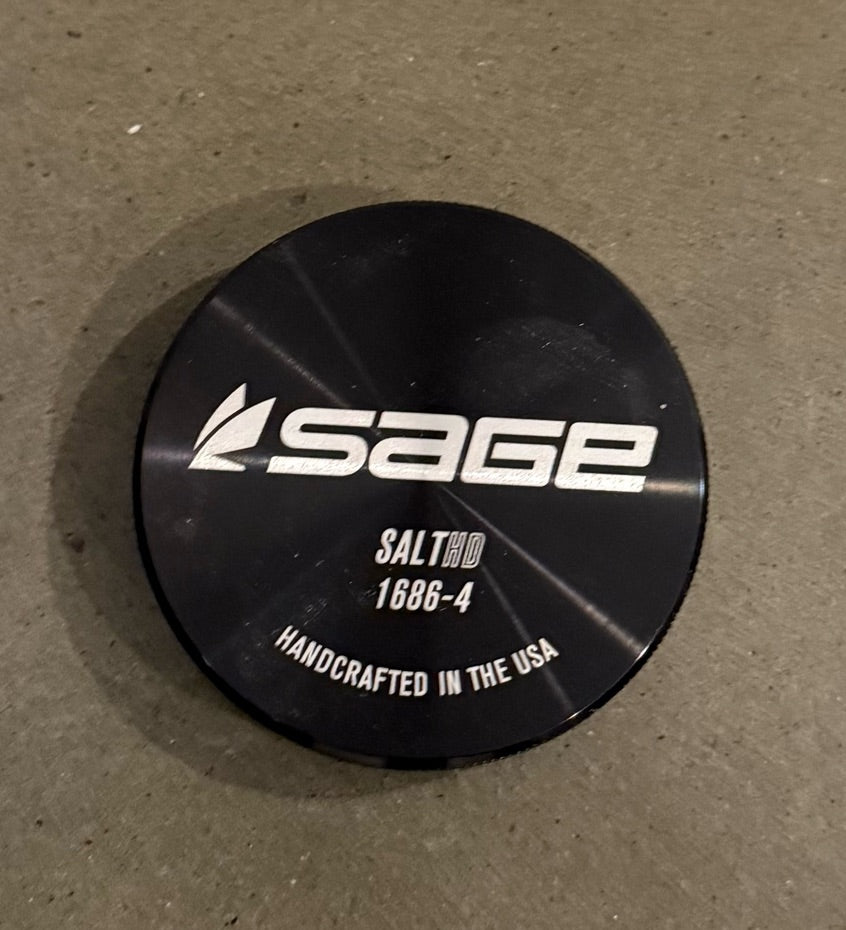 sage
SALTHD
1686-4
HANDCRAFTED IN THE USA